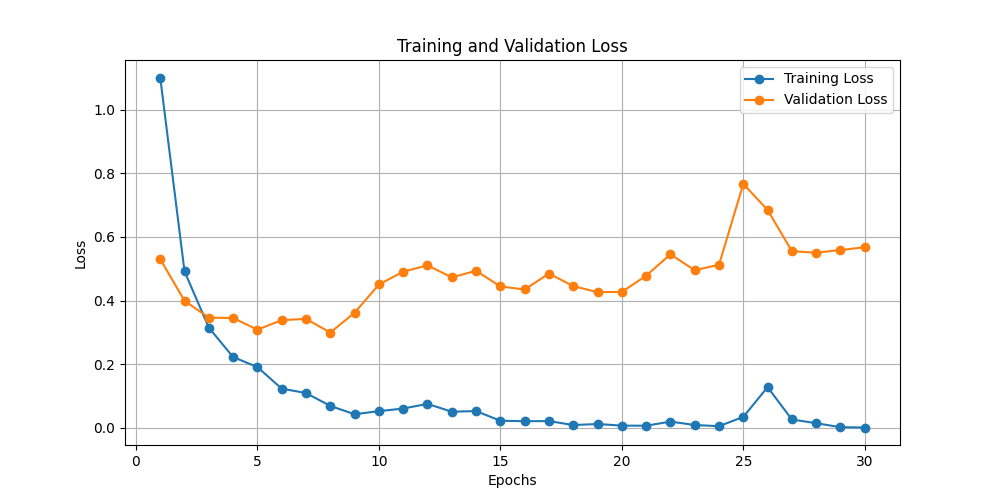 Training and Validation Loss
Training Loss
Validation Loss
1.0
0.8
0.6
0.4
0.2
0.0
Loss
0 5 10 15 20 25 30
Epochs